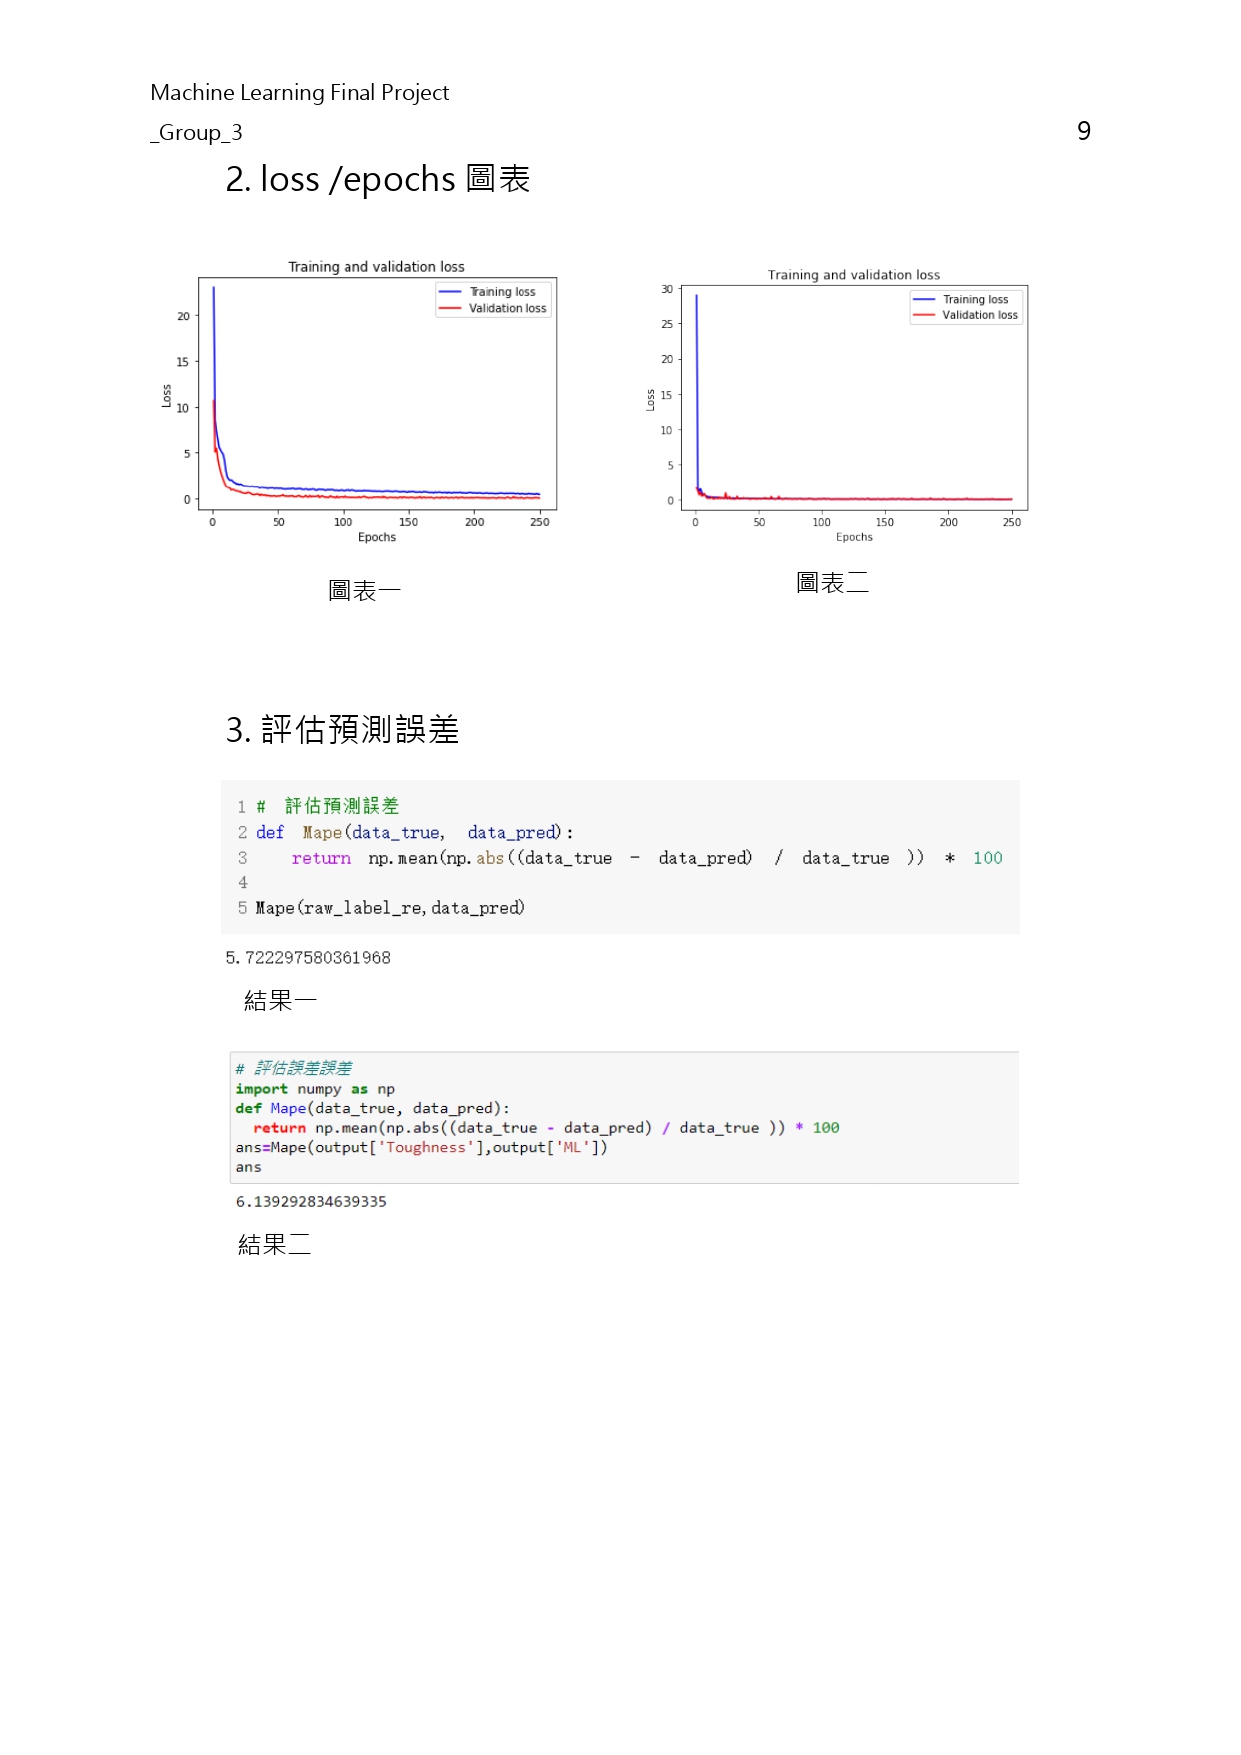 Machine Learning Final Project
_Group_3 9
2. loss /epochs 圖表
Training and validation loss
Training loss
Validation loss
20
15
10
5
0
Loss
0 50 100 150 200 250
Epochs
圖表一
Training and validation loss
Training loss
Validation loss
30
25
20
15
10
5
0
Loss
0 50 100 150 200 250
Epochs
圖表二
3. 評估預測誤差
1 # 評估預測誤差
2 def Mape(data_true, data_pred):
3 return np.mean(np.abs((data_true - data_pred) / data_true )) * 100
4
5 Mape(raw_label_re,data_pred)
5.722297580361968
結果一
# 評估誤差誤差
import numpy as np
def Mape(data_true, data_pred):
return np.mean(np.abs((data_true - data_pred) / data_true )) * 100
ans=Mape(output['Toughness'],output['ML'])
ans
6.139292834639335
結果二